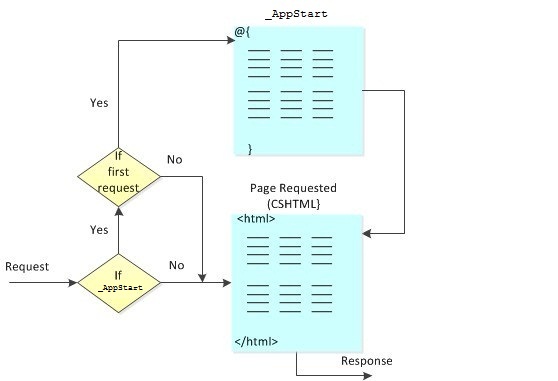 _AppStart
@{
}
Yes
If
first
request
No
Page Requested
(CSHTML}
<html>
</html>
Yes
Request
If
_AppStart
No
Response